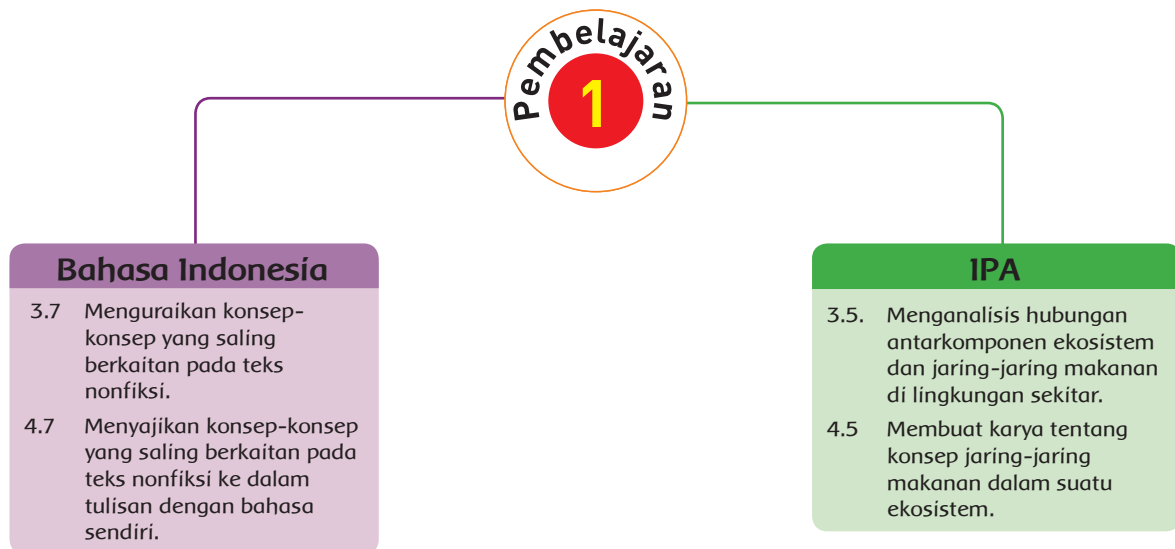 Pembelajaran
1
Bahasa Indonesia
3.7 Menguraikan konsep-
konsep yang saling
berkaitan pada teks
nonfiksi.
4.7 Menyajikan konsep-konsep
yang saling berkaitan pada
teks nonfiksi ke dalam
tulisan dengan bahasa
sendiri.
IPA
3.5. Menganalisis hubungan
antarkomponen ekosistem
dan jaring-jaring makanan
di lingkungan sekitar.
4.5 Membuat karya tentang
konsep jaring-jaring
makanan dalam suatu
ekosistem.